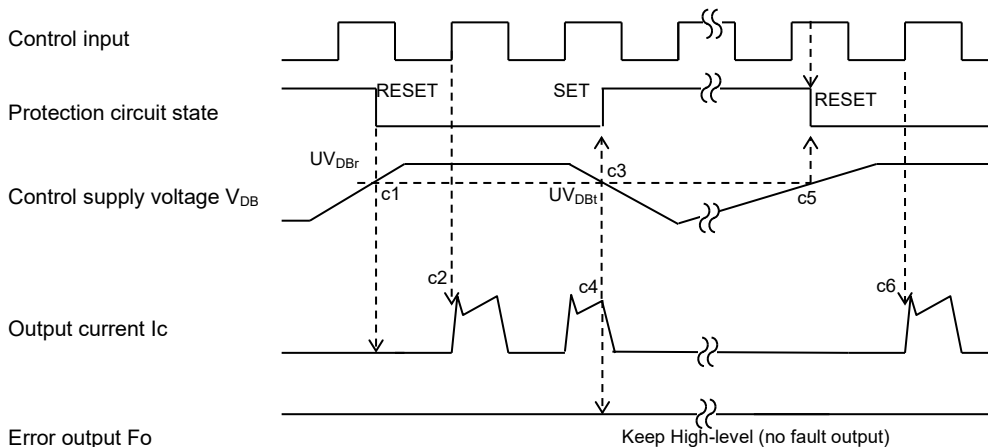 Control input
RESET
SET
RESET
Protection circuit state
UVDBr
c3
Control supply voltage VDB
c1
UVDBt
c5
c2
c4
c6
Output current Ic
Error output Fo
Keep High-level (no fault output)